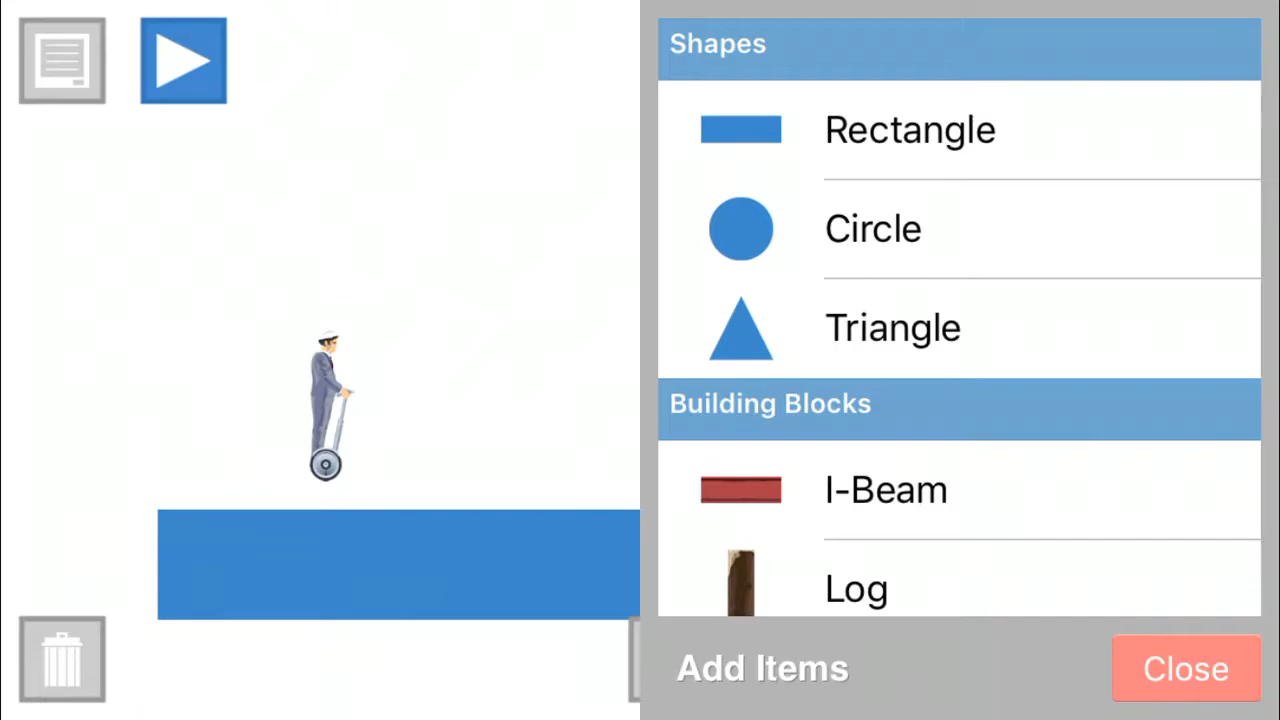 Shapes
Rectangle
Circle
Triangle
Building Blocks
I-Beam
Log
Add Items
Close